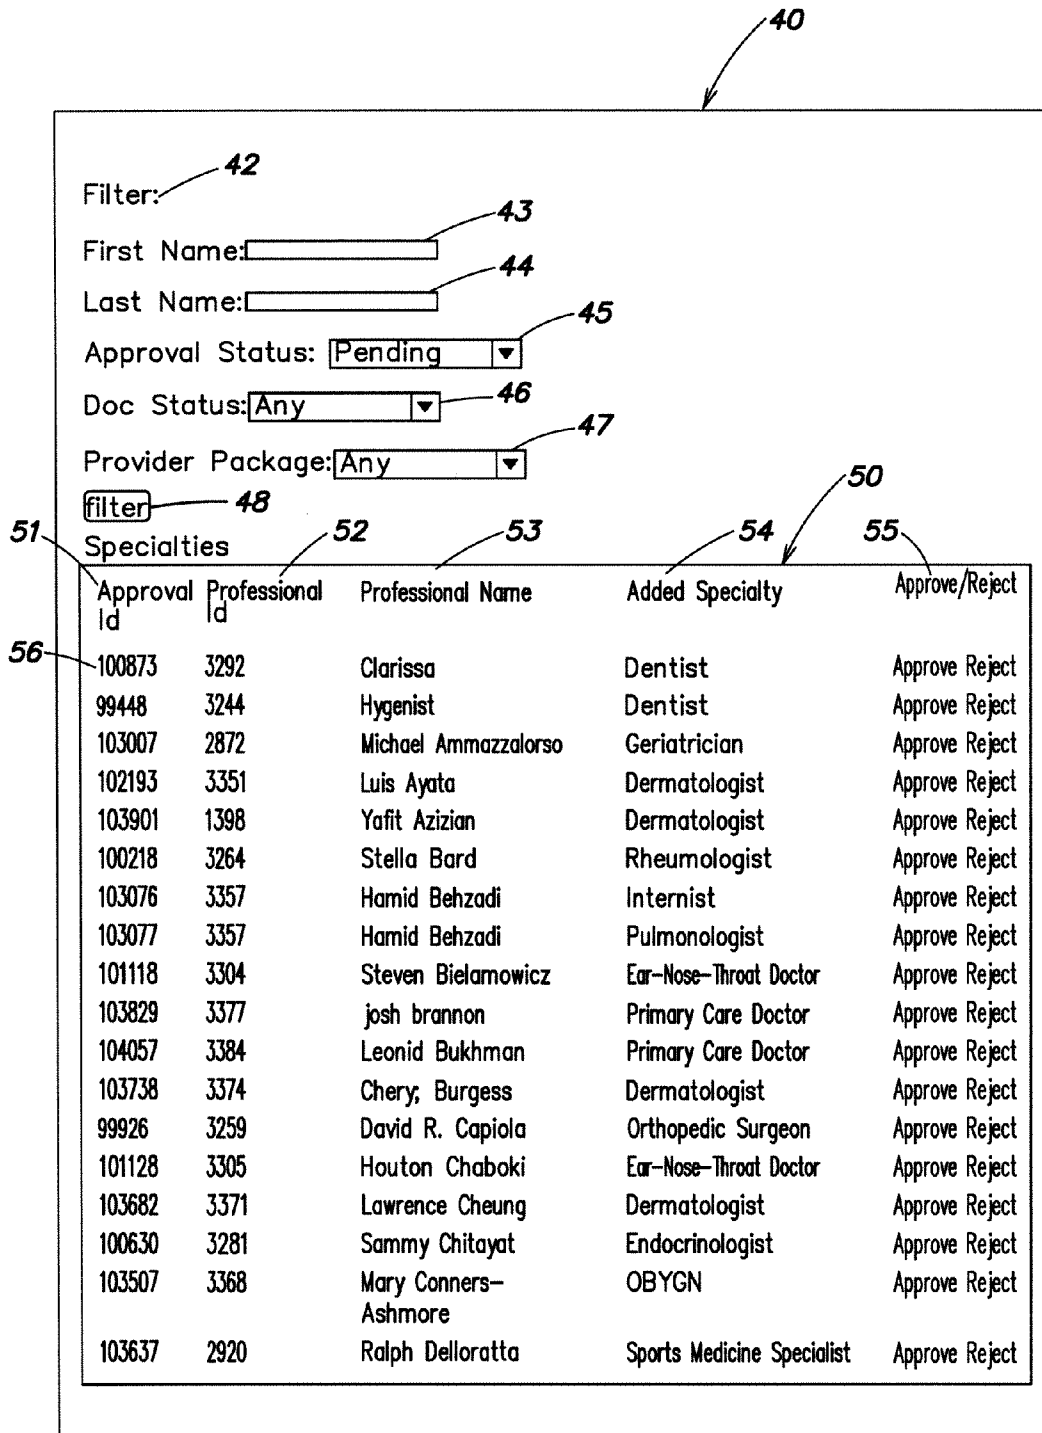 40
42
Filter:
43
First Name:
44
Last Name:
45
Approval Status: Pending
46
Doc Status: Any
47
Provider Package: Any
filter 48 50
51 52 53 54 55
Specialties
Approval Id Professional Id Professional Name Added Specialty Approve/Reject
56
100873 3292 Clarissa Dentist Approve Reject
99448 3244 Hygenist Dentist Approve Reject
103007 2872 Michael Ammazzalorso Geriatrician Approve Reject
102193 3351 Luis Ayata Dermatologist Approve Reject
103901 1398 Yafit Azizian Dermatologist Approve Reject
100218 3264 Stella Bard Rheumologist Approve Reject
103076 3357 Hamid Behzadi Internist Approve Reject
103077 3357 Hamid Behzadi Pulmonologist Approve Reject
101118 3304 Steven Bielamowicz Ear-Nose-Throat Doctor Approve Reject
103829 3377 josh brannon Primary Care Doctor Approve Reject
104057 3384 Leonid Bukhman Primary Care Doctor Approve Reject
103738 3374 Chery; Burgess Dermatologist Approve Reject
99926 3259 David R. Capiola Orthopedic Surgeon Approve Reject
101128 3305 Houton Chaboki Ear-Nose-Throat Doctor Approve Reject
103682 3371 Lawrence Cheung Dermatologist Approve Reject
100630 3281 Sammy Chitayat Endocrinologist Approve Reject
103507 3368 Mary Conners- OBYGN Approve Reject
Ashmore
103637 2920 Ralph Delloratta Sports Medicine Specialist Approve Reject